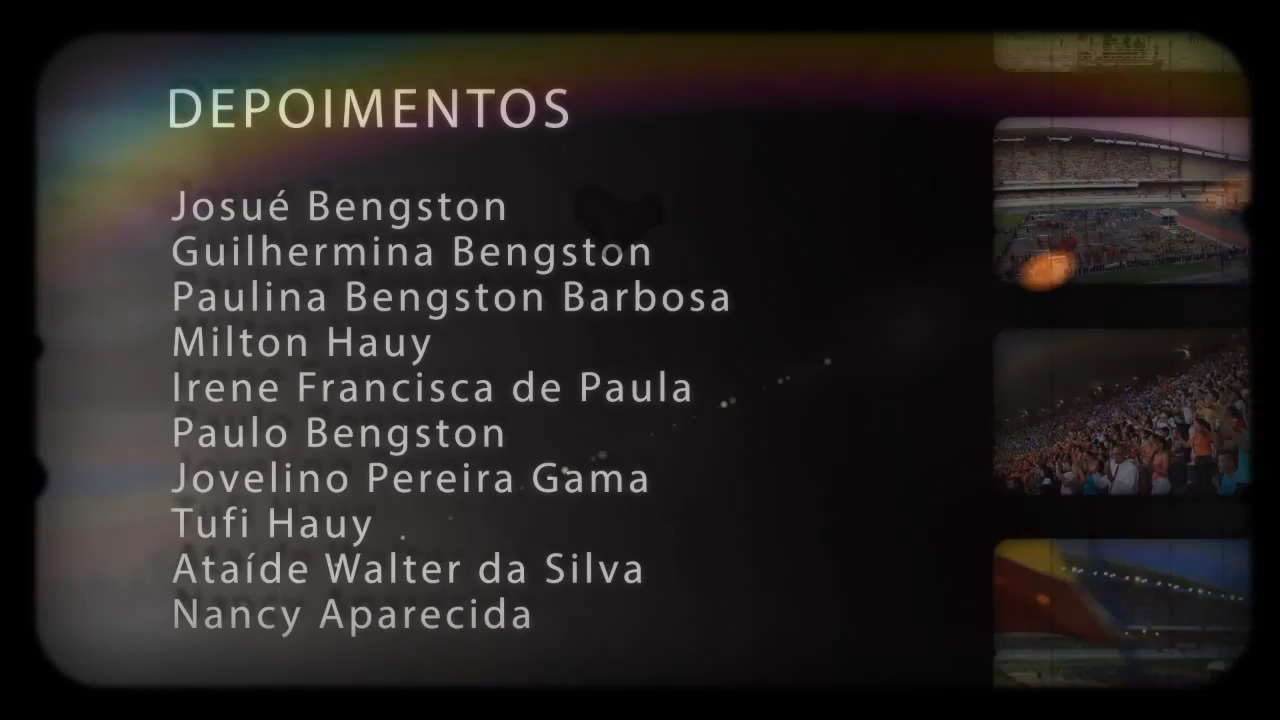 DEPOIMENTOS
Josué Bengston
Guilhermina Bengston
Paulina Bengston Barbosa
Milton Hauy
Irene Francisca de Paula
Paulo Bengston
Jovelino Pereira Gama
Tufi Hauy
Ataíde Walter da Silva
Nancy Aparecida